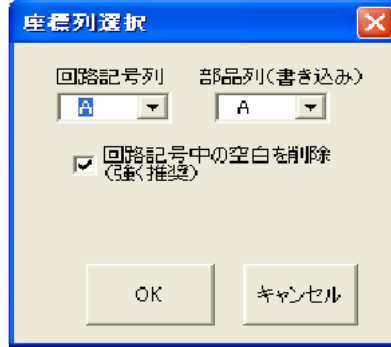 座標列選択
回路記号列 部品列(書き込み)
A A
回路記号中の空白を削除
(強く推奨)
OK キャンセル